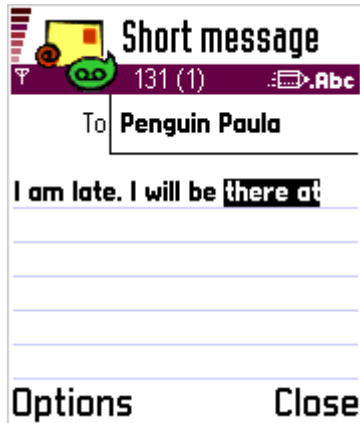 Short message
131 (1) .Abc
To Penguin Paula
I am late. I will be there at
Options Close